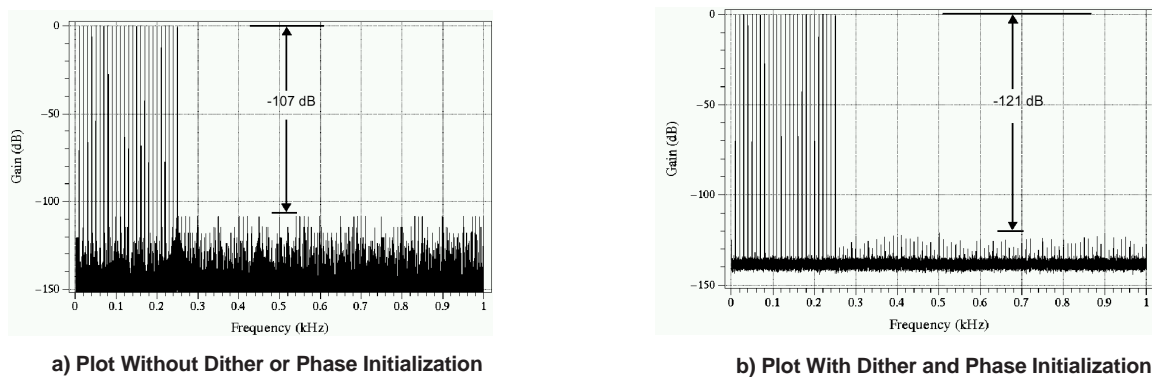 0
−50
−100
−150
Gain (dB)
-107 dB
0 0.1 0.2 0.3 0.4 0.5 0.6 0.7 0.8 0.9 1
Frequency (kHz)
a) Plot Without Dither or Phase Initialization
0
−50
−100
−150
Gain (dB)
-121 dB
0 0.1 0.2 0.3 0.4 0.5 0.6 0.7 0.8 0.9 1
Frequency (kHz)
b) Plot With Dither and Phase Initialization